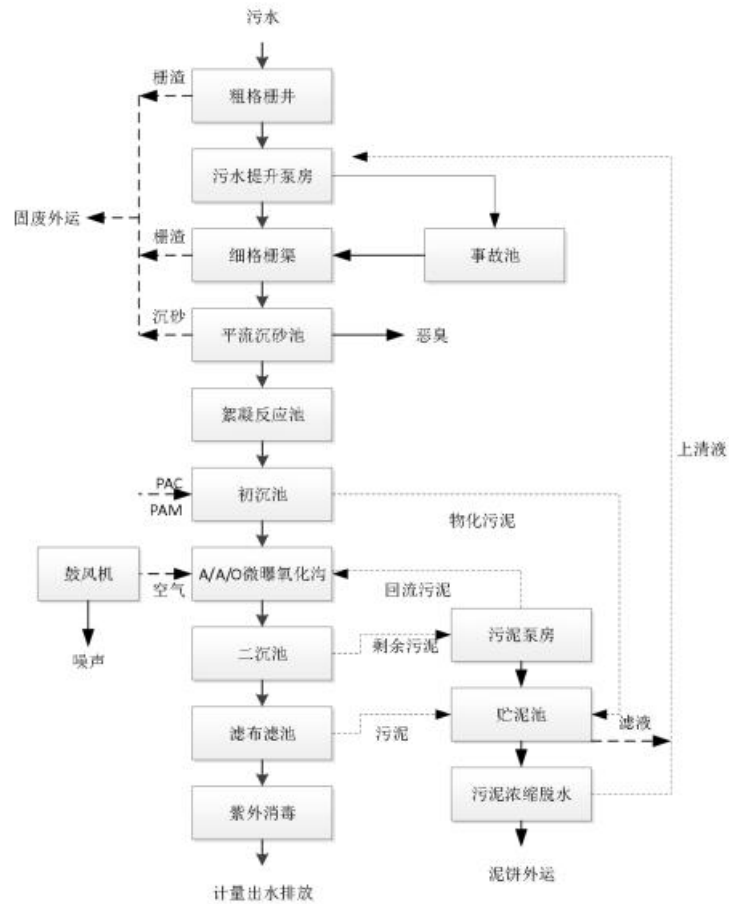 污水
栅渣
粗格栅井
污水提升泵房
固废外运
栅渣
细格栅渠
事故池
沉砂
平流沉砂池
恶臭
絮凝反应池
上清液
PAC
PAM
初沉池
物化污泥
鼓风机
空气
A/A/O微曝氧化沟
回流污泥
噪声
二沉池
剩余污泥
污泥泵房
滤布滤池
污泥
贮泥池
滤液
紫外消毒
污泥浓缩脱水
计量出水排放
泥饼外运